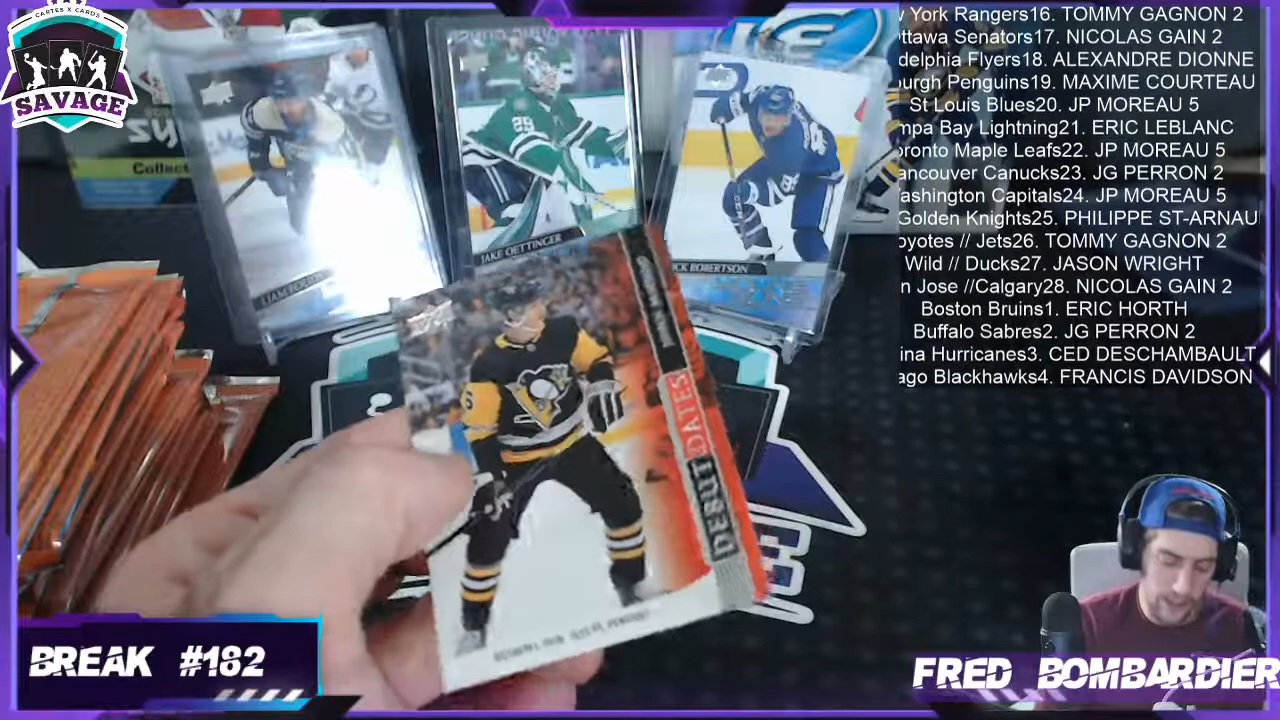 CARTES X CARDS
SAVAGE
Collect
JAKE OETTINGER
ROBERTSON
DEBUT DATES
BREAK #182
FRED BOMBARDIER
York Rangers16. TOMMY GAGNON 2
ttawa Senators17. NICOLAS GAIN 2
delphia Flyers18. ALEXANDRE DIONNE
burgh Penguins19. MAXIME COURTEAU
St Louis Blues20. JP MOREAU 5
mpa Bay Lightning21. ERIC LEBLANC
oronto Maple Leafs22. JP MOREAU 5
ancouver Canucks23. JG PERRON 2
ashington Capitals24. JP MOREAU 5
Golden Knights25. PHILIPPE ST-ARNAU
oyotes // Jets26. TOMMY GAGNON 2
Wild // Ducks27. JASON WRIGHT
n Jose //Calgary28. NICOLAS GAIN 2
Boston Bruins1. ERIC HORTH
Buffalo Sabres2. JG PERRON 2
ina Hurricanes3. CED DESCHAMBAULT
ago Blackhawks4. FRANCIS DAVIDSON